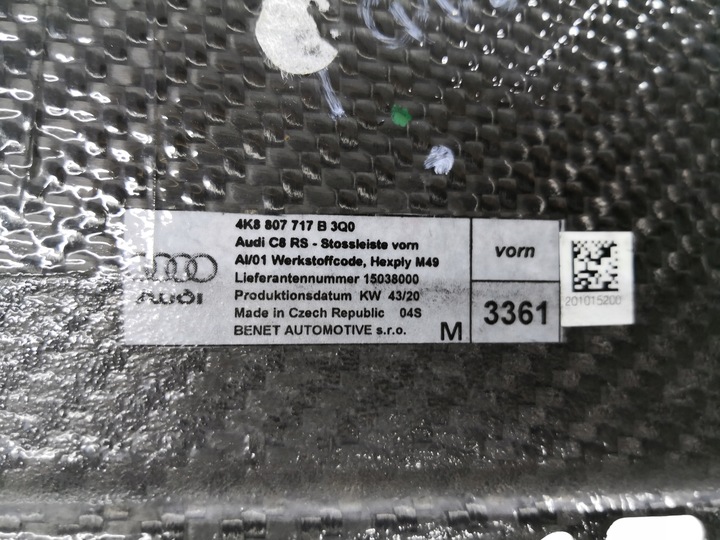 4K8 807 717 B 3Q0
Audi C8 RS - Stossleiste vorn
Al/01 Werkstoffcode, Hexply M49
Lieferantennummer 15038000
Produktionsdatum KW 43/20
Made in Czech Republic 04S
BENET AUTOMOTIVE s.r.o.
M
Audi
vorn
3361
201015200